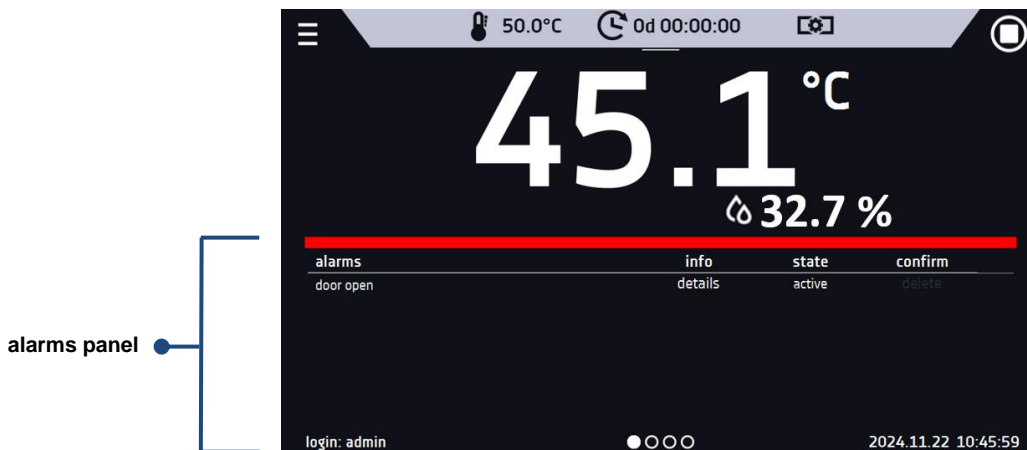 50.0°C 0d 00:00:00
45.1 °C
32.7 %
alarms info state confirm
door open details active delete
alarms panel
login: admin 2024.11.22 10:45:59